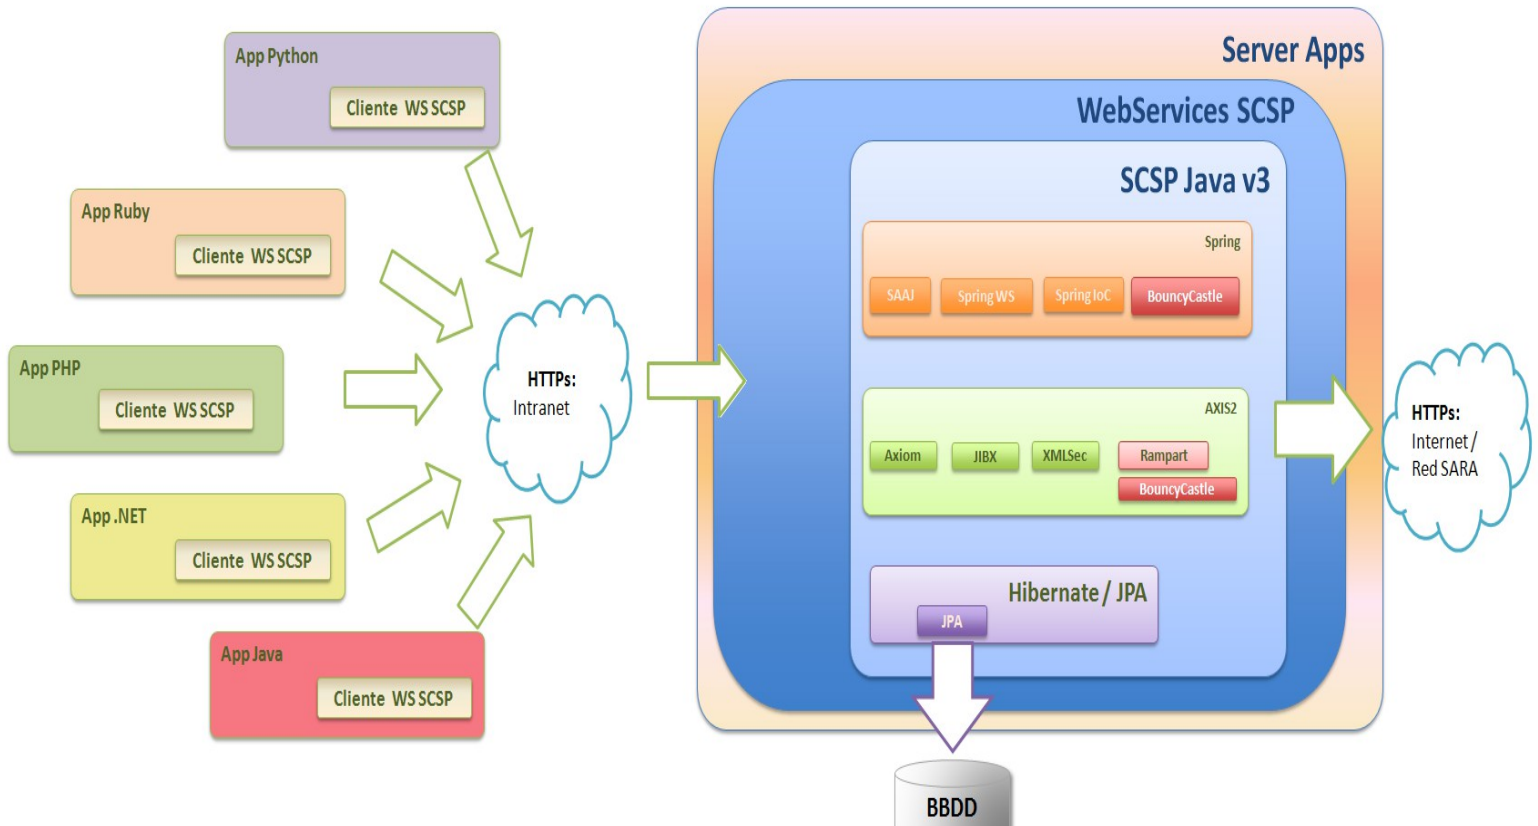 App Python
Cliente WS SCSP
App Ruby
Cliente WS SCSP
App PHP
Cliente WS SCSP
App .NET
Cliente WS SCSP
App Java
Cliente WS SCSP
HTTPs:
Intranet
Server Apps
WebServices SCSP
SCSP Java v3
Spring
SAAJ
Spring WS
Spring IoC
BouncyCastle
AXIS2
Axiom
JIBX
XMLSec
Rampart
BouncyCastle
Hibernate / JPA
JPA
BBDD
HTTPs:
Internet /
Red SARA